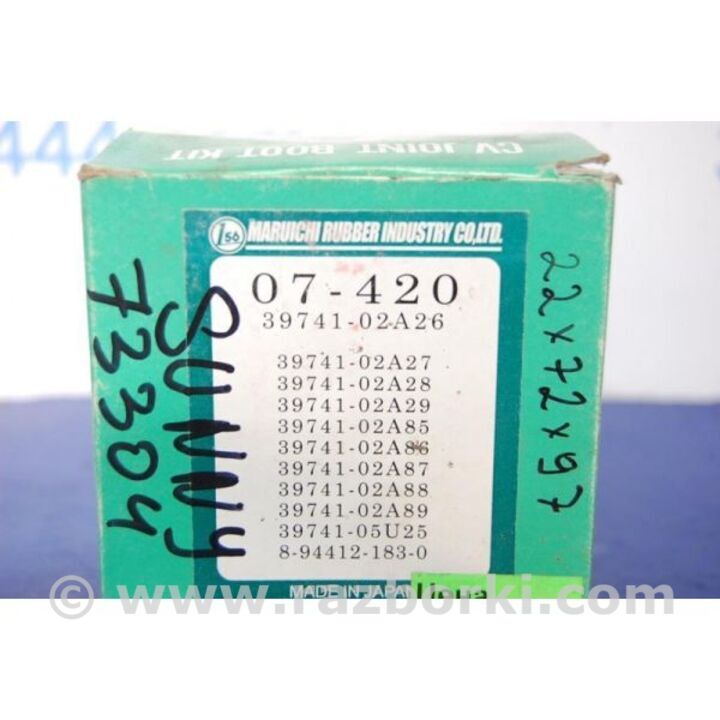 444
CV JOINT BOOT KIT
156 MARUICHI RUBBER INDUSTRY CO.,LTD.
07-420
39741-02A26
39741-02A27
39741-02A28
39741-02A29
39741-02A85
39741-02A86
39741-02A87
39741-02A88
39741-02A89
39741-05U25
8-94412-183-0
MADE IN JAPAN
SUNNY
73304
22x72x97
© www.razborki.com